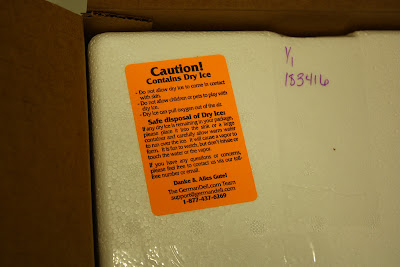 Caution!
Contains Dry Ice
- Do not allow dry ice to come in contact
with skin.
- Do not allow children or pets to play with
dry ice.
- Dry ice can pull oxygen out of the air.
Safe disposal of Dry Ice:
If any dry ice is remaining in your package,
please place it into the sink or a large
container and carefully allow warm water
to run over the ice. It will cause a vapor to
form. It is fun to watch, but don't inhale or
touch the water or the vapor.
If you have any questions or concerns,
please feel free to contact us via our toll-
free number or email.
Danke & Alles Gute!
The GermanDeli.com Team
support@germandeli.com
1-877-437-6269
1/1
183416